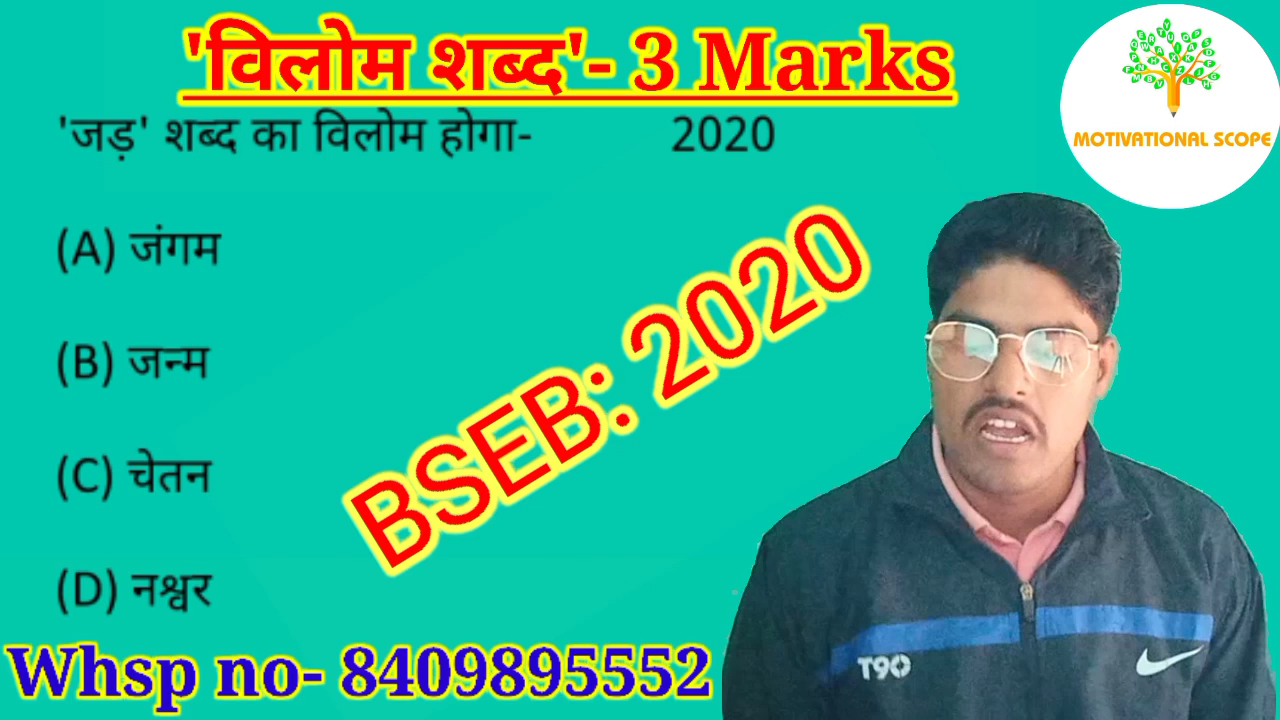 'विलोम शब्द'- 3 Marks
'जड़' शब्द का विलोम होगा- 2020
(A) जंगम
(B) जन्म
(C) चेतन
(D) नश्वर
BSEB: 2020
MOTIVATIONAL SCOPE
T90
Whsp no- 8409895552